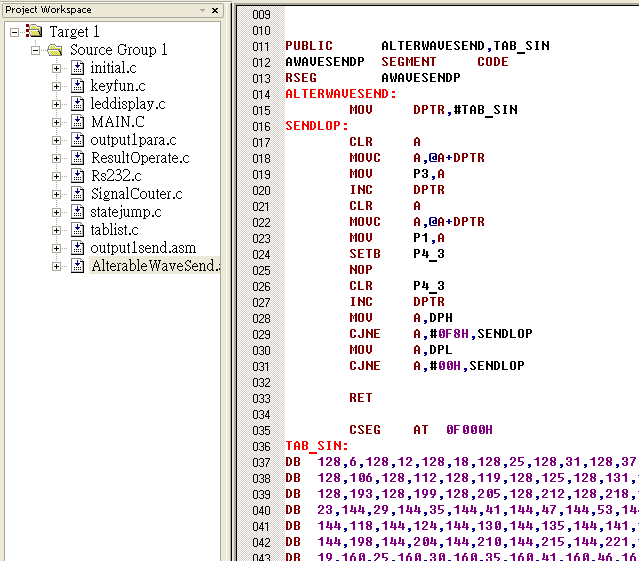 Project Workspace
Target 1
Source Group 1
initial.c
keyfun.c
leddisplay.c
MAIN.C
output1para.c
ResultOperate.c
Rs232.c
SignalCouter.c
statejump.c
tablist.c
output1send.asm
AlterableWaveSend.
009
010
011 PUBLIC ALTERWAVESEND,TAB_SIN
012 AWAVESENDP SEGMENT CODE
013 RSEG AWAVESENDP
014 ALTERWAVESEND:
015 MOV DPTR,#TAB_SIN
016 SENDLOP:
017 CLR A
018 MOVC A,@A+DPTR
019 MOV P3,A
020 INC DPTR
021 CLR A
022 MOVC A,@A+DPTR
023 MOV P1,A
024 SETB P4_3
025 NOP
026 CLR P4_3
027 INC DPTR
028 MOV A,DPH
029 CJNE A,#0F8H,SENDLOP
030 MOV A,DPL
031 CJNE A,#00H,SENDLOP
032
033 RET
034
035 CSEG AT 0F000H
036 TAB_SIN:
037 DB 128,6,128,12,128,18,128,25,128,31,128,37
038 DB 128,106,128,112,128,119,128,125,128,131,
039 DB 128,193,128,199,128,205,128,212,128,218,
040 DB 23,144,29,144,35,144,41,144,47,144,53,144
041 DB 144,118,144,124,144,130,144,135,144,141,
042 DB 144,198,144,204,144,210,144,215,144,221,
043 DB 19,160,25,160,30,160,35,160,41,160,46,16